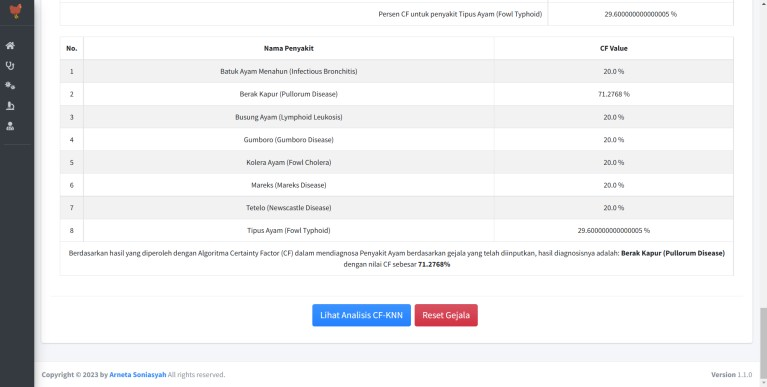 Persen CF untuk penyakit Tipus Ayam (Fowl Typhoid) 29.600000000000005 %
No. Nama Penyakit CF Value
1 Batuk Ayam Menahun (Infectious Bronchitis) 20.0 %
2 Berak Kapur (Pullorum Disease) 71.2768 %
3 Busung Ayam (Lymphoid Leukosis) 20.0 %
4 Gumboro (Gumboro Disease) 20.0 %
5 Kolera Ayam (Fowl Cholera) 20.0 %
6 Mareks (Mareks Disease) 20.0 %
7 Tetelo (Newscastle Disease) 20.0 %
8 Tipus Ayam (Fowl Typhoid) 29.600000000000005 %
Berdasarkan hasil yang diperoleh dengan Algoritma Certainty Factor (CF) dalam mendiagnosa Penyakit Ayam berdasarkan gejala yang telah diinputkan, hasil diagnosisnya adalah: Berak Kapur (Pullorum Disease)
dengan nilai CF sebesar 71.2768%
Lihat Analisis CF-KNN Reset Gejala
Copyright © 2023 by Arneta Soniasyah All rights reserved. Version 1.1.0